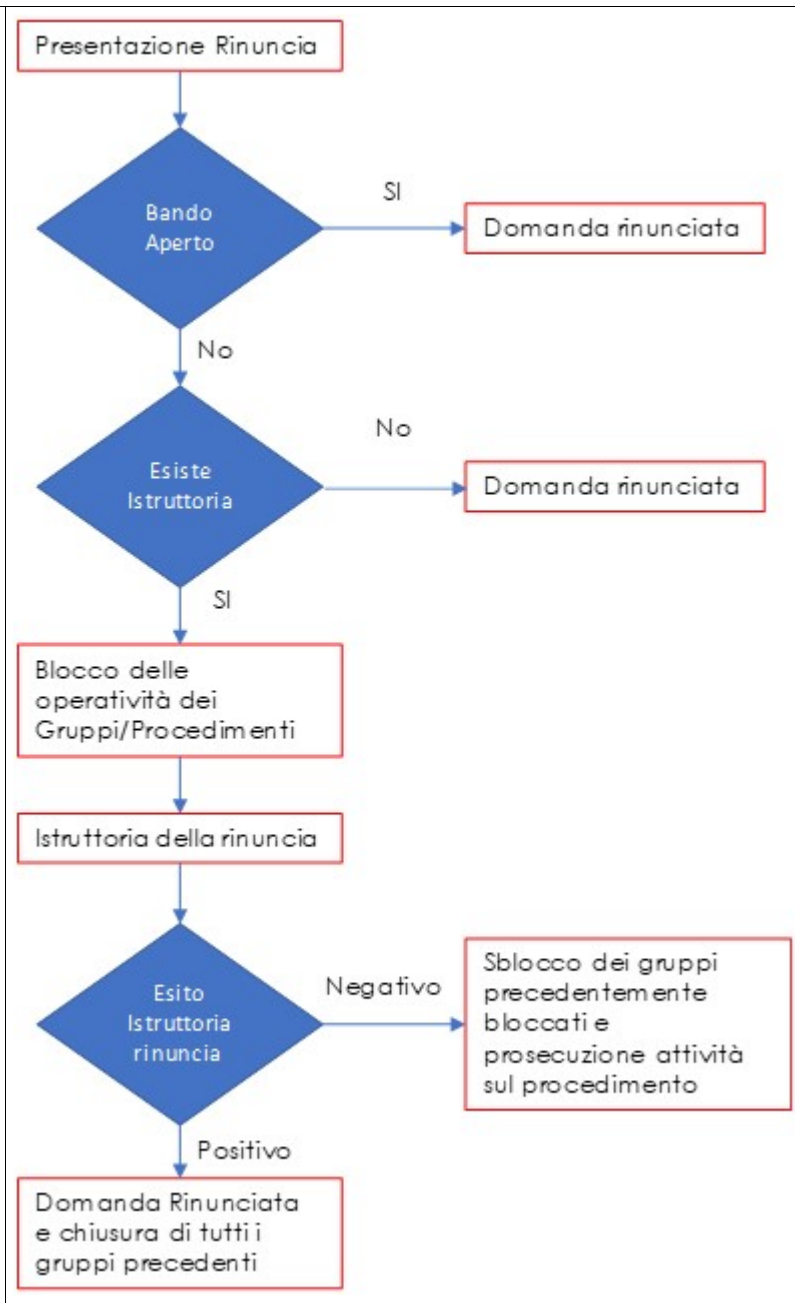 Presentazione Rinuncia
Bando
Aperto
SI
Domanda rinunciata
No
Esiste
Istruttoria
No
Domanda rinunciata
SI
Blocco delle
operatività dei
Gruppi/Procedimenti
Istruttoria della rinuncia
Esito
Istruttoria
rinuncia
Negativo
Sblocco dei gruppi
precedentemente
bloccati e
prosecuzione attività
sul procedimento
Positivo
Domanda Rinunciata
e chiusura di tutti i
gruppi precedenti